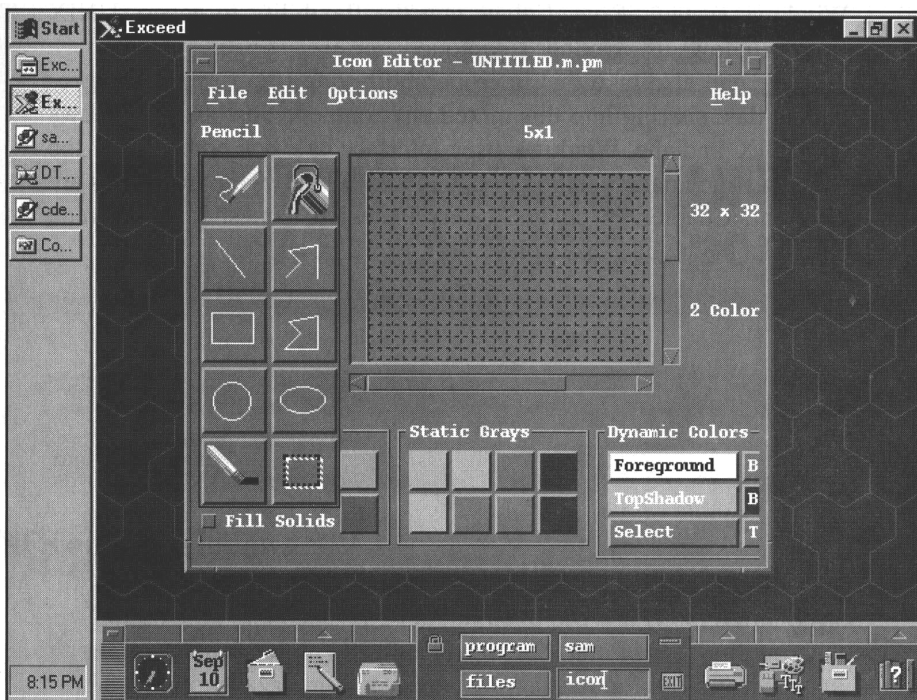 Start
Exc...
Ex...
sa...
DT...
cde...
Co...
8:15 PM
Exceed
Icon Editor - UNTITLED.m.pm
File Edit Options Help
Pencil 5x1
32 x 32
2 Color
Static Grays
Dynamic Colors
Foreground B
TopShadow B
Select T
Fill Solids
Sep
10
program sam
files icon
EXIT
TTT
?